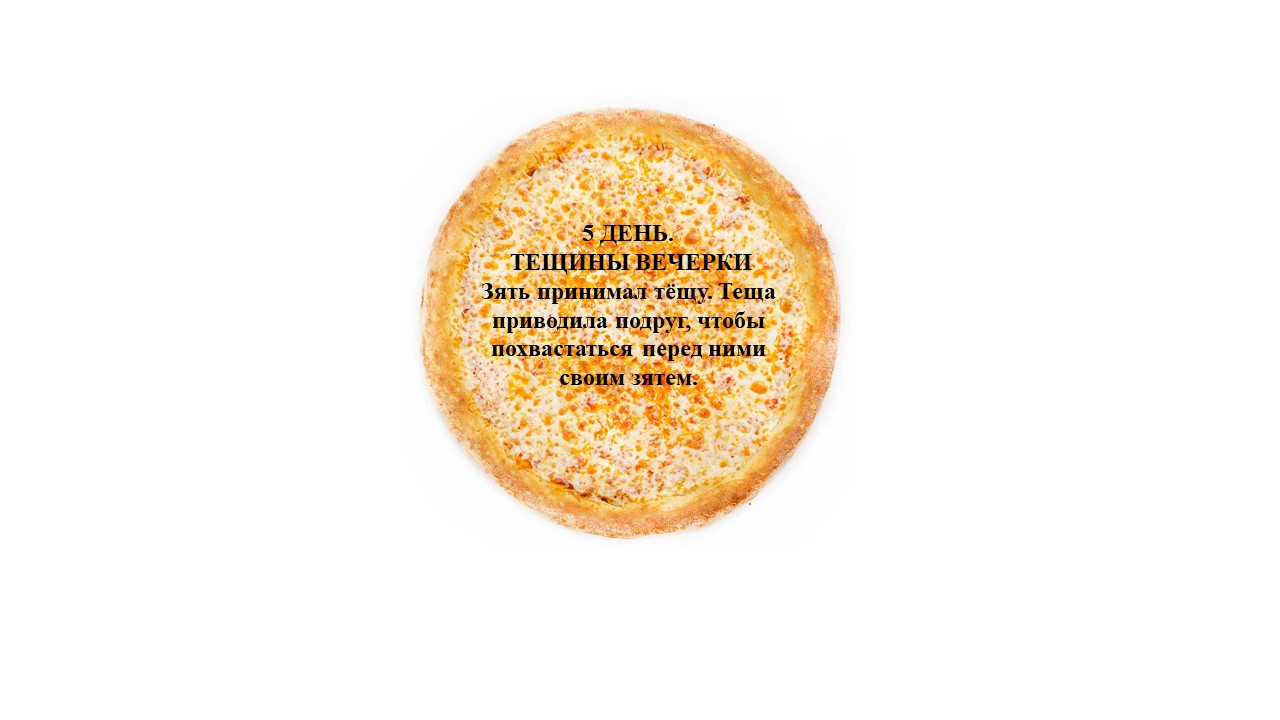 5 ДЕНЬ.
ТЕЩИНЫ ВЕЧЕРКИ
Зять принимал тёщу. Теща
приводила подруг, чтобы
похвастаться перед ними
своим зятем.